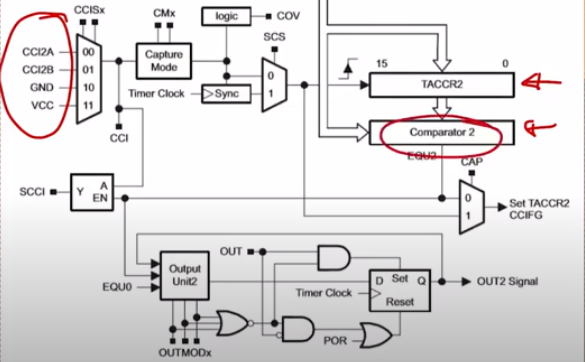 CCISx
CMx
logic
COV
SCS
CCI2A
CCI2B
GND
VCC
00
01
10
11
Capture
Mode
0
1
Timer Clock
Sync
CCI
15
0
TACCR2
Comparator 2
EQU2
CAP
SCCI
Y
A
EN
0
1
Set TACCR2
CCIFG
OUT
EQU0
Output
Unit2
D
Set
Q
Timer Clock
Reset
OUT2 Signal
POR
OUTMODx